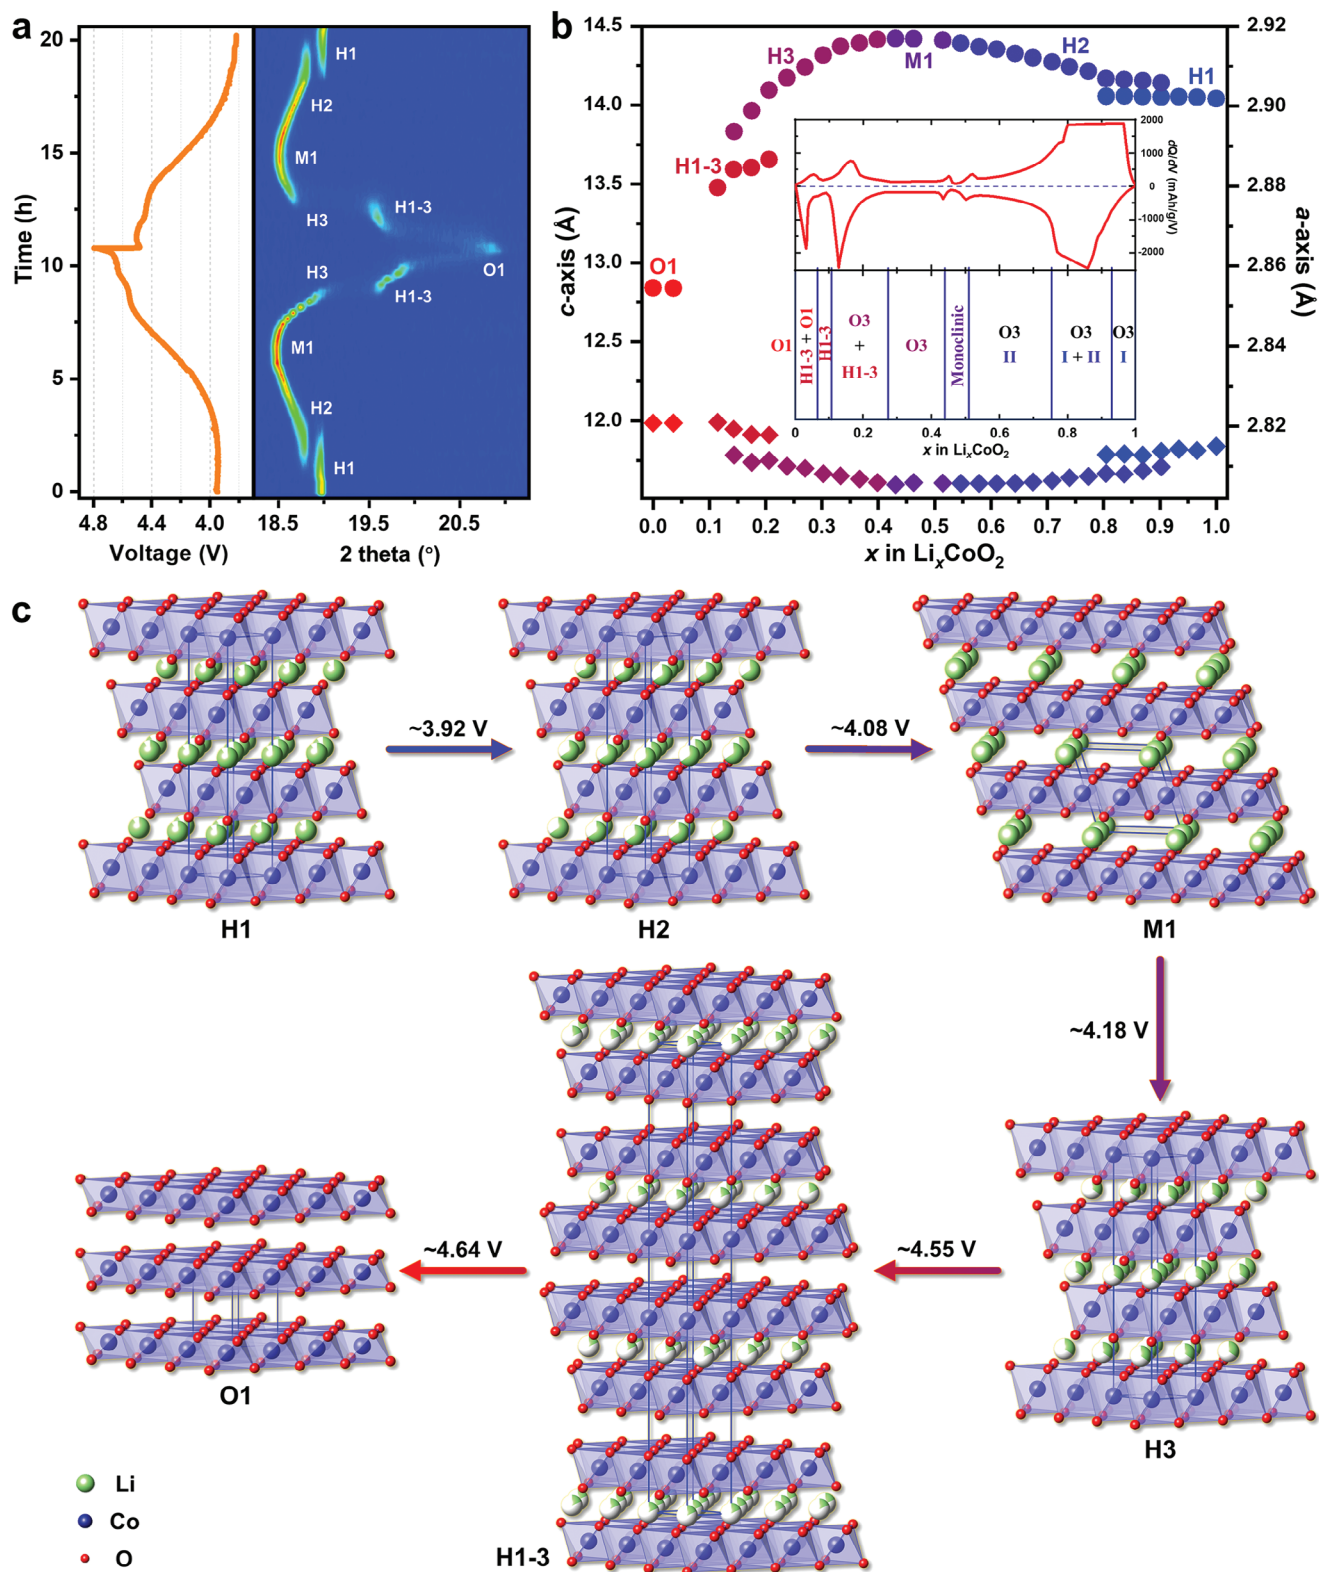 a
20
15
10
5
0
Time (h)
4.8 4.4 4.0
Voltage (V)
H1
H2
M1
H3
H1-3
O1
H3
H1-3
M1
H2
H1
18.5 19.5 20.5
2 theta (°)
b
14.5
14.0
13.5
13.0
12.5
12.0
c-axis (Å)
2.92
2.90
2.88
2.86
2.84
2.82
a-axis (Å)
H3
M1
H2
H1
H1-3
O1
2000
1000
0
-1000
-2000
dQ/dV (mAh/g/V)
O1
H1-3 + O1
H1-3
O3
+
H1-3
O3
Monoclinic
O3
II
O3
I + II
O3
I
0 0.2 0.4 0.6 0.8 1
x in LixCoO2
0.0 0.1 0.2 0.3 0.4 0.5 0.6 0.7 0.8 0.9 1.0
x in LixCoO2
c
~3.92 V
~4.08 V
H1
H2
M1
~4.18 V
~4.64 V
~4.55 V
O1
H3
H1-3
Li
Co
O